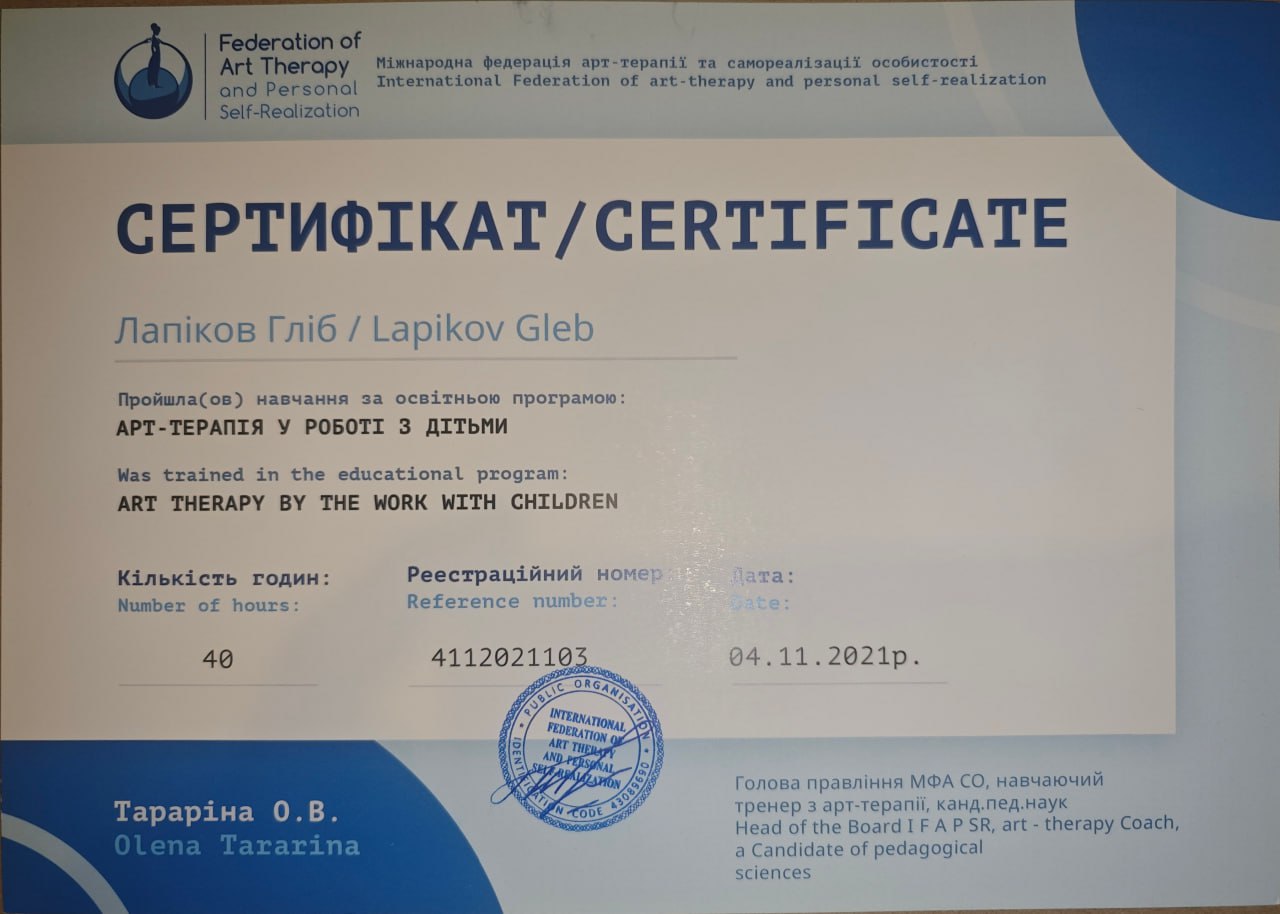 Federation of
Art Therapy
and Personal
Self-Realization
Міжнародна федерація арт-терапії та самореалізації особистості
International Federation of art-therapy and personal self-realization
СЕРТИФІКАТ/CERTIFICATE
Лапіков Гліб / Lapikov Gleb
Пройшла(ов) навчання за освітньою програмою:
АРТ-ТЕРАПІЯ У РОБОТІ З ДІТЬМИ
Was trained in the educational program:
ART THERAPY BY THE WORK WITH CHILDREN
Кількість годин:
Number of hours:
40
Реестраційний номер:
Reference number:
4112021103
Дата:
Date:
04.11.2021р.
* PUBLIC ORGANISATION *
INTERNATIONAL
FEDERATION OF
ART THERAPY
AND PERSONAL
SELF-REALIZATION
IDENTIFICATION CODE 43089690
Тараріна О.В.
Olena Tararina
Голова правління МФА СО, навчаючий
тренер з арт-терапії, канд.пед.наук
Head of the Board I F A P SR, art - therapy Coach,
a Candidate of pedagogical
sciences